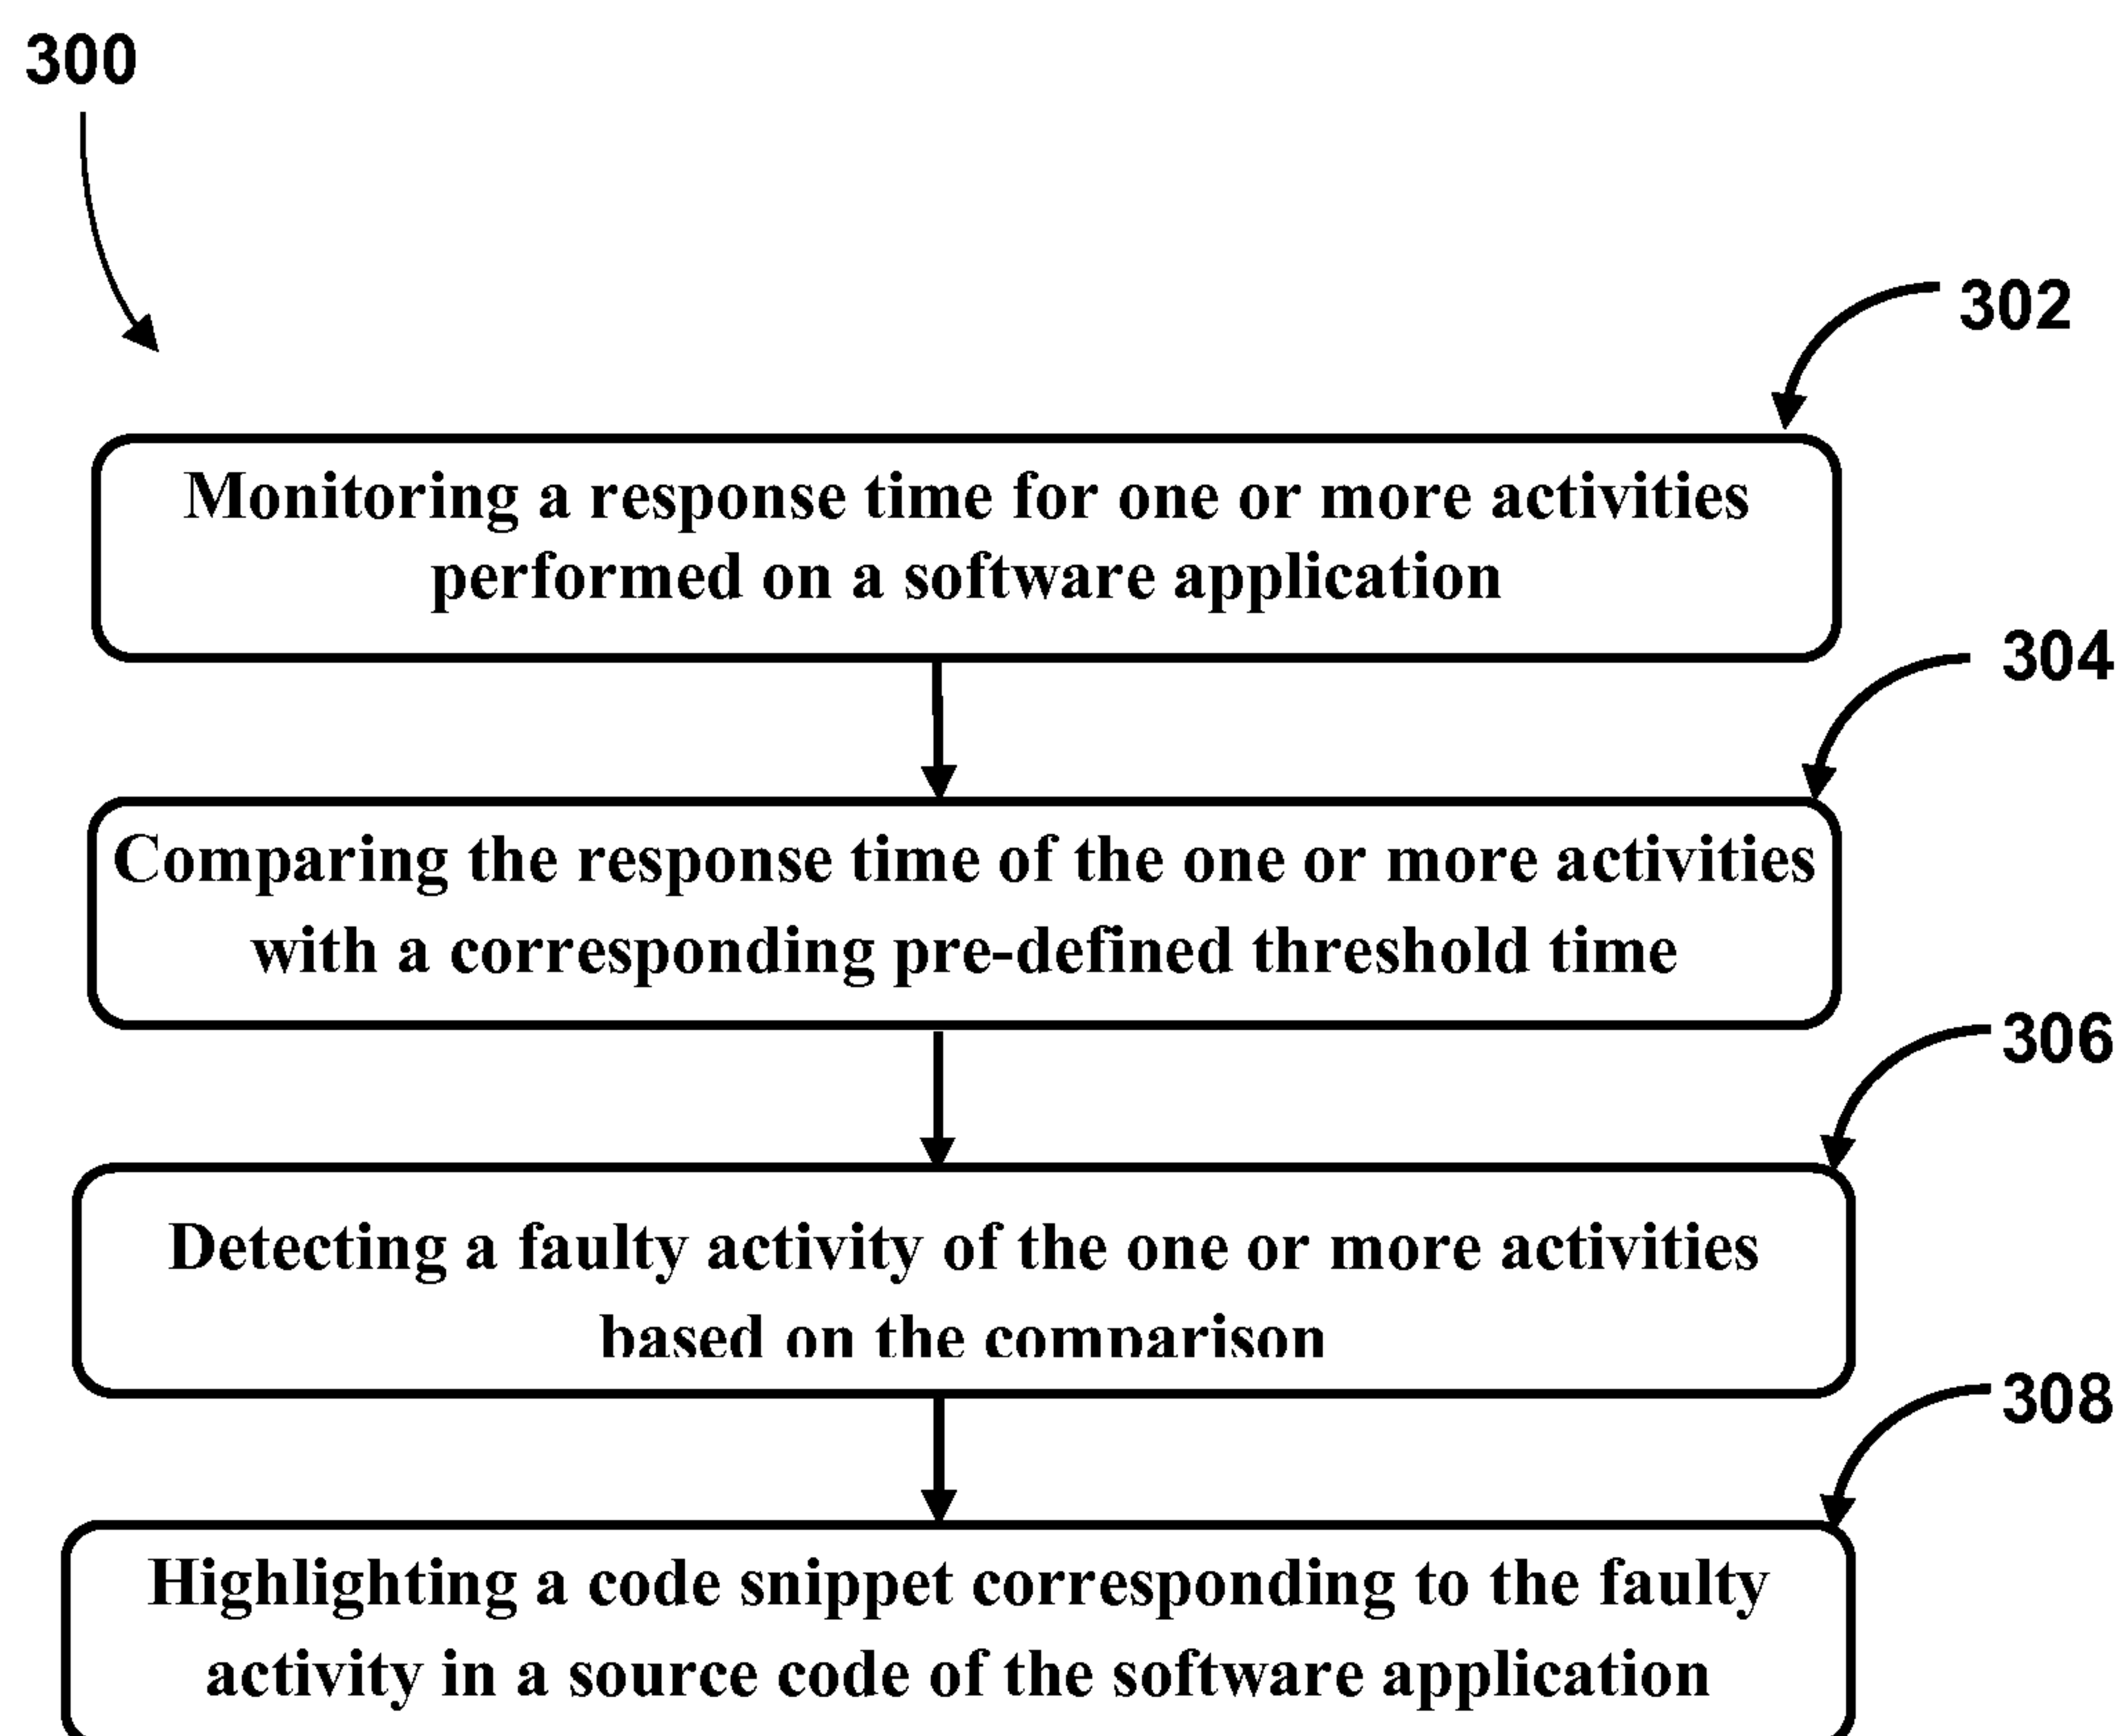 300
302
Monitoring a response time for one or more activities
performed on a software application
304
Comparing the response time of the one or more activities
with a corresponding pre-defined threshold time
306
Detecting a faulty activity of the one or more activities
based on the comparison
308
Highlighting a code snippet corresponding to the faulty
activity in a source code of the software application